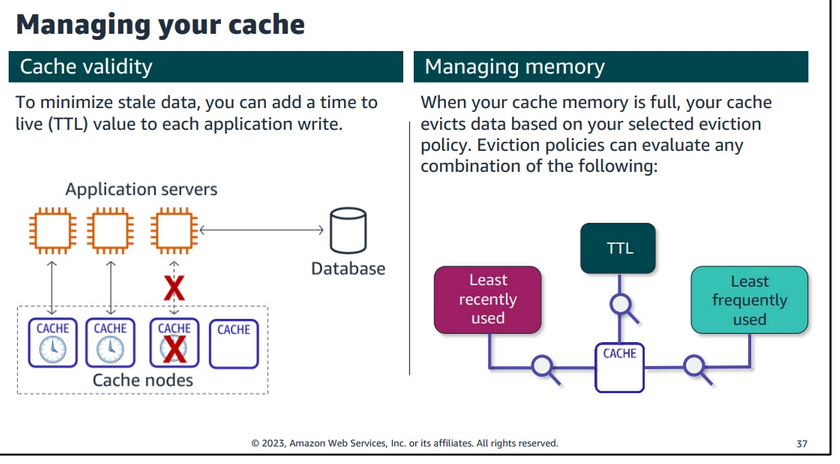 Managing your cache
Cache validity
To minimize stale data, you can add a time to
live (TTL) value to each application write.
Application servers
Database
CACHE
CACHE
CACHE
CACHE
Cache nodes
Managing memory
When your cache memory is full, your cache
evicts data based on your selected eviction
policy. Eviction policies can evaluate any
combination of the following:
TTL
Least
recently
used
Least
frequently
used
CACHE
© 2023, Amazon Web Services, Inc. or its affiliates. All rights reserved.
37